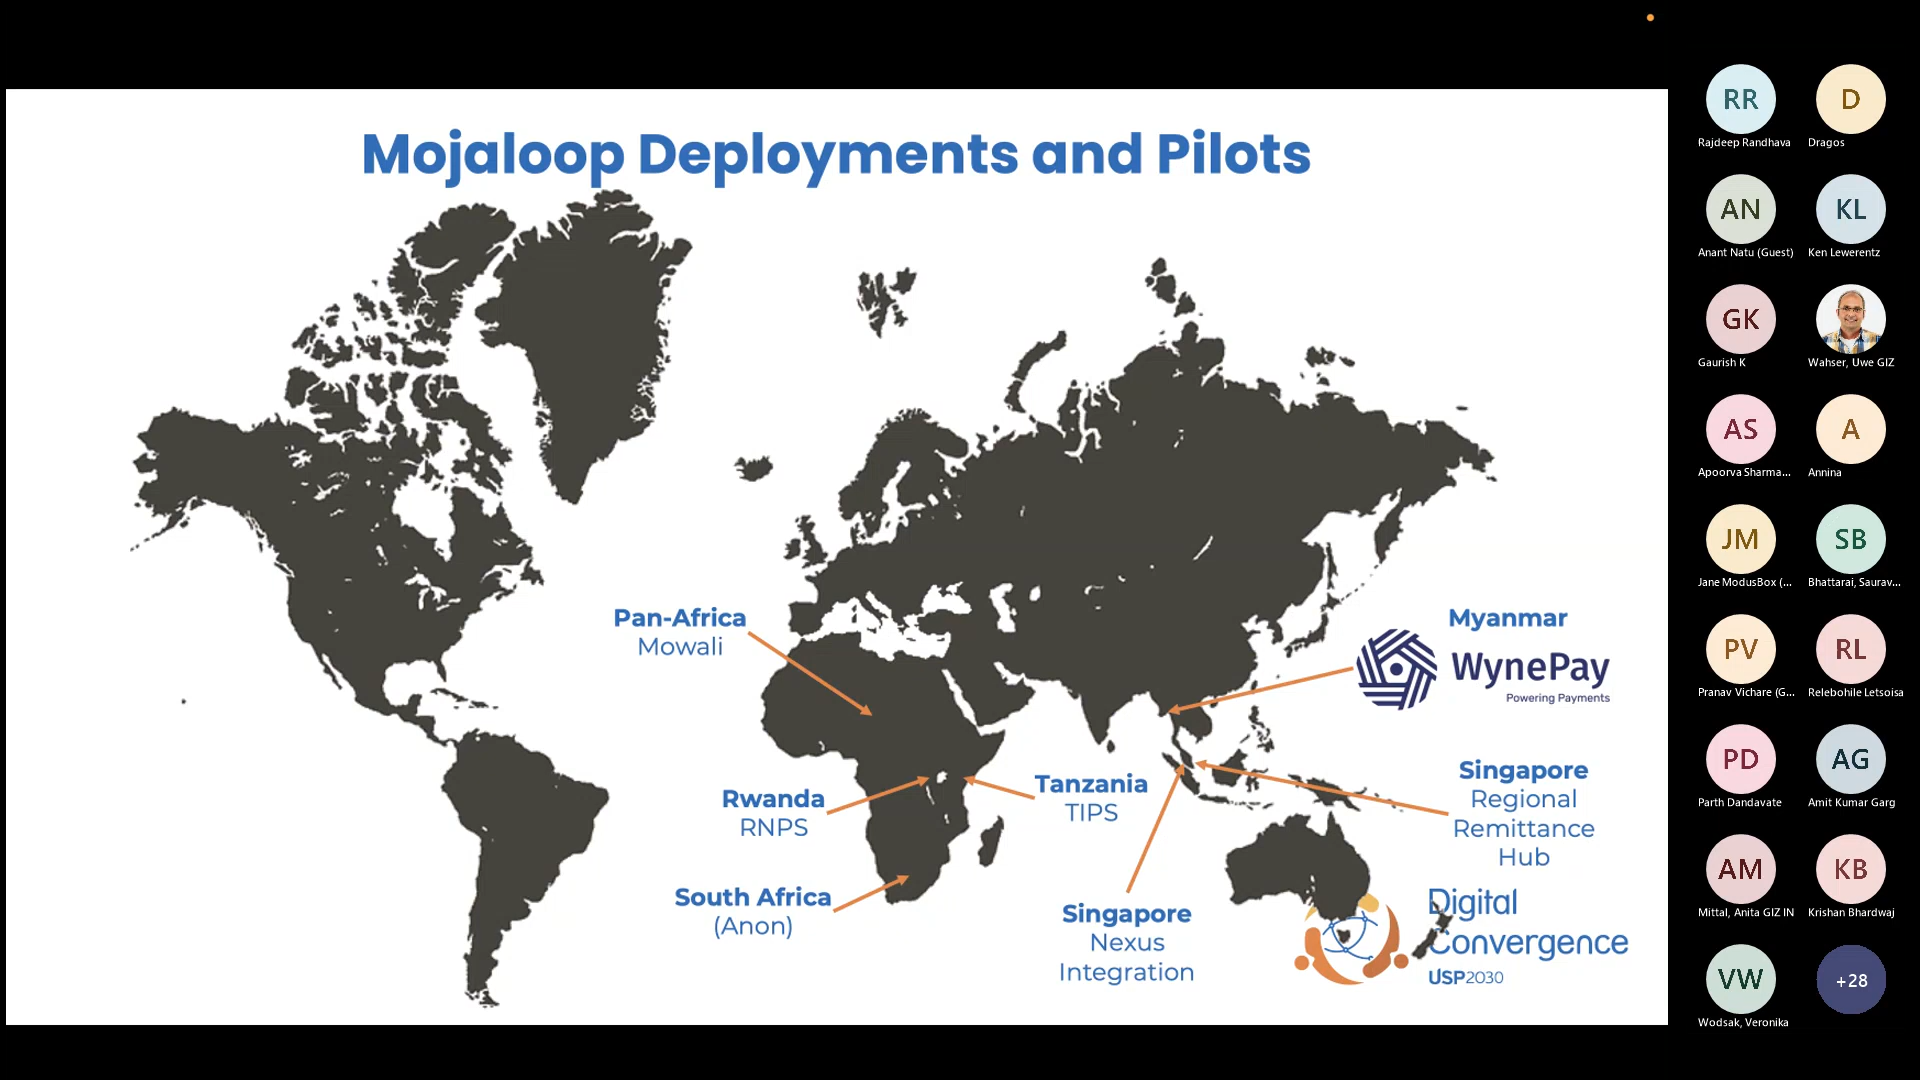 Mojaloop Deployments and Pilots
Pan-Africa
Mowali
Rwanda
RNPS
South Africa
(Anon)
Tanzania
TIPS
Singapore
Nexus
Integration
Myanmar
WynePay
Powering Payments
Singapore
Regional
Remittance
Hub
Digital
Convergence
USP2030
RR
Rajdeep Randhava
D
Dragos
AN
Anant Natu (Guest)
KL
Ken Lewerentz
GK
Gaurish K
Wahser, Uwe GIZ
AS
Apoorva Sharma...
A
Annina
JM
Jane ModusBox (...
SB
Bhattarai, Saurav...
PV
Pranav Vichare (G...
RL
Relebohile Letsoisa
PD
Parth Dandavate
AG
Amit Kumar Garg
AM
Mittal, Anita GIZ IN
KB
Krishan Bhardwaj
VW
Wodsak, Veronika
+28